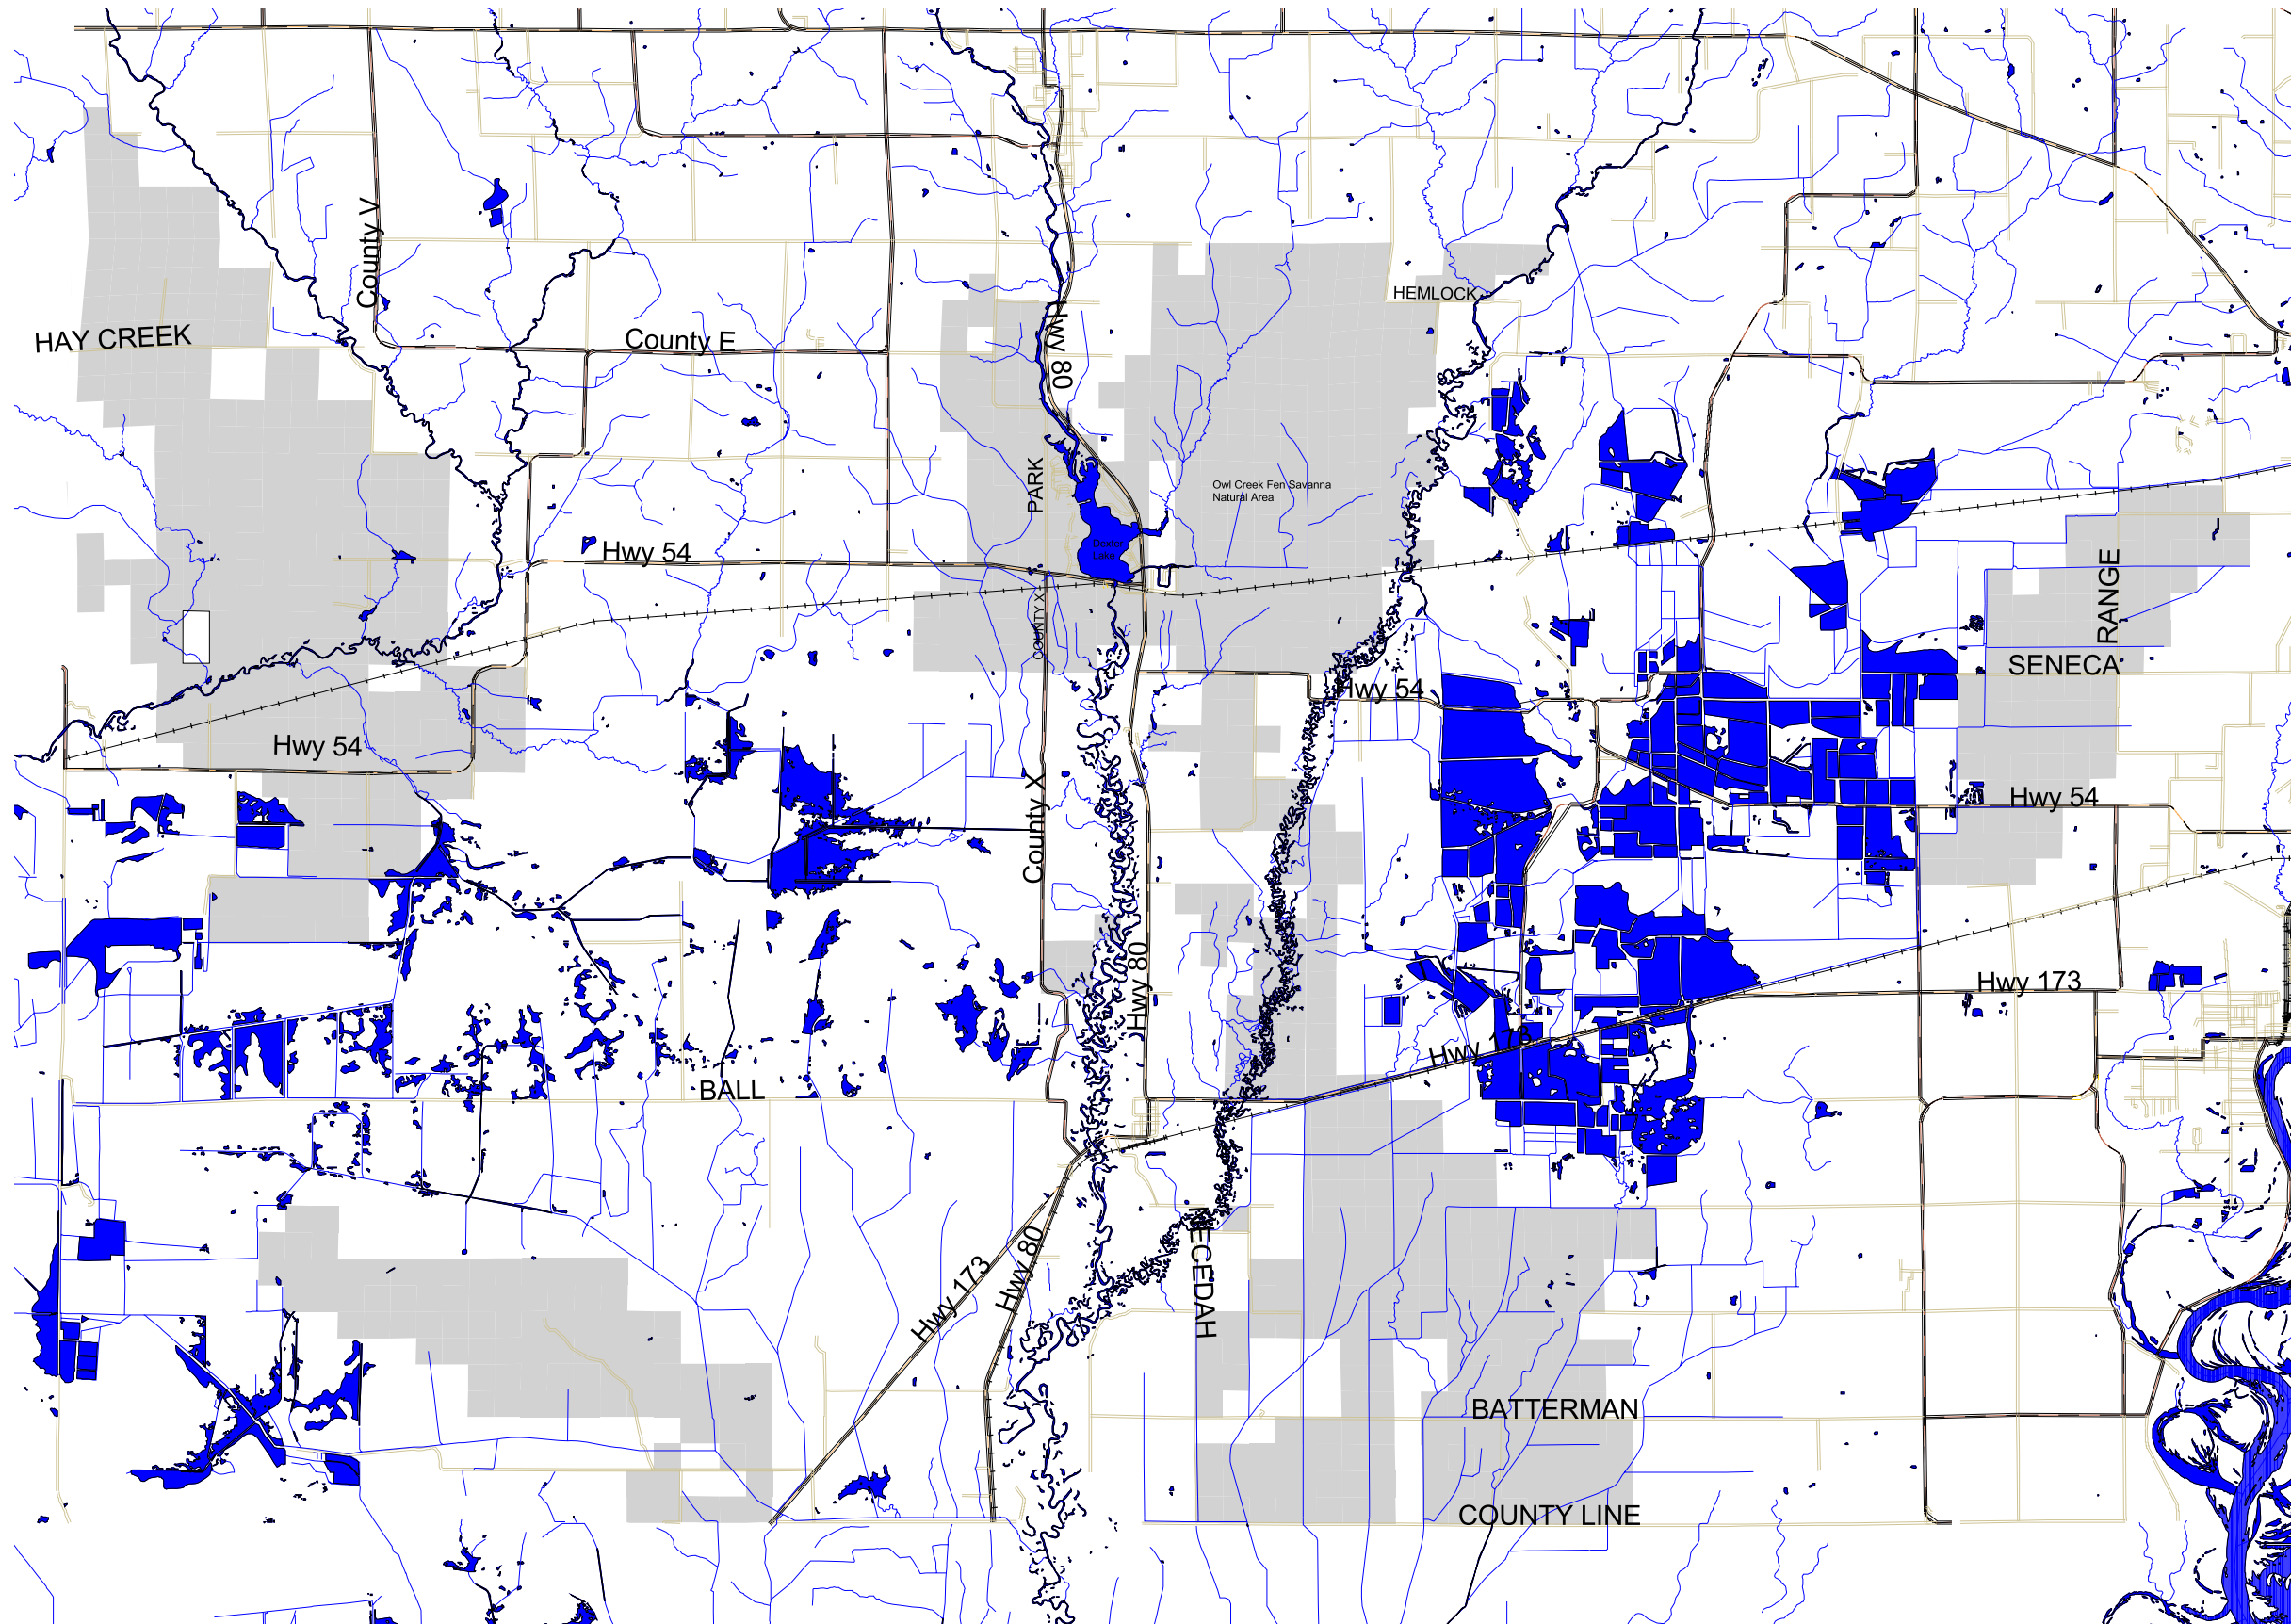 County V
HEMLOCK
HAY CREEK
County E
Hwy 80
PARK
Owl Creek Fen Savanna
Natural Area
Dexter
Lake
Hwy 54
RANGE
COUNTY X
SENECA
Hwy 54
Hwy 54
Hwy 54
County X
Hwy 80
Hwy 173
Hwy 173
BALL
NECEDAH
Hwy 173
Hwy 80
BATTERMAN
COUNTY LINE